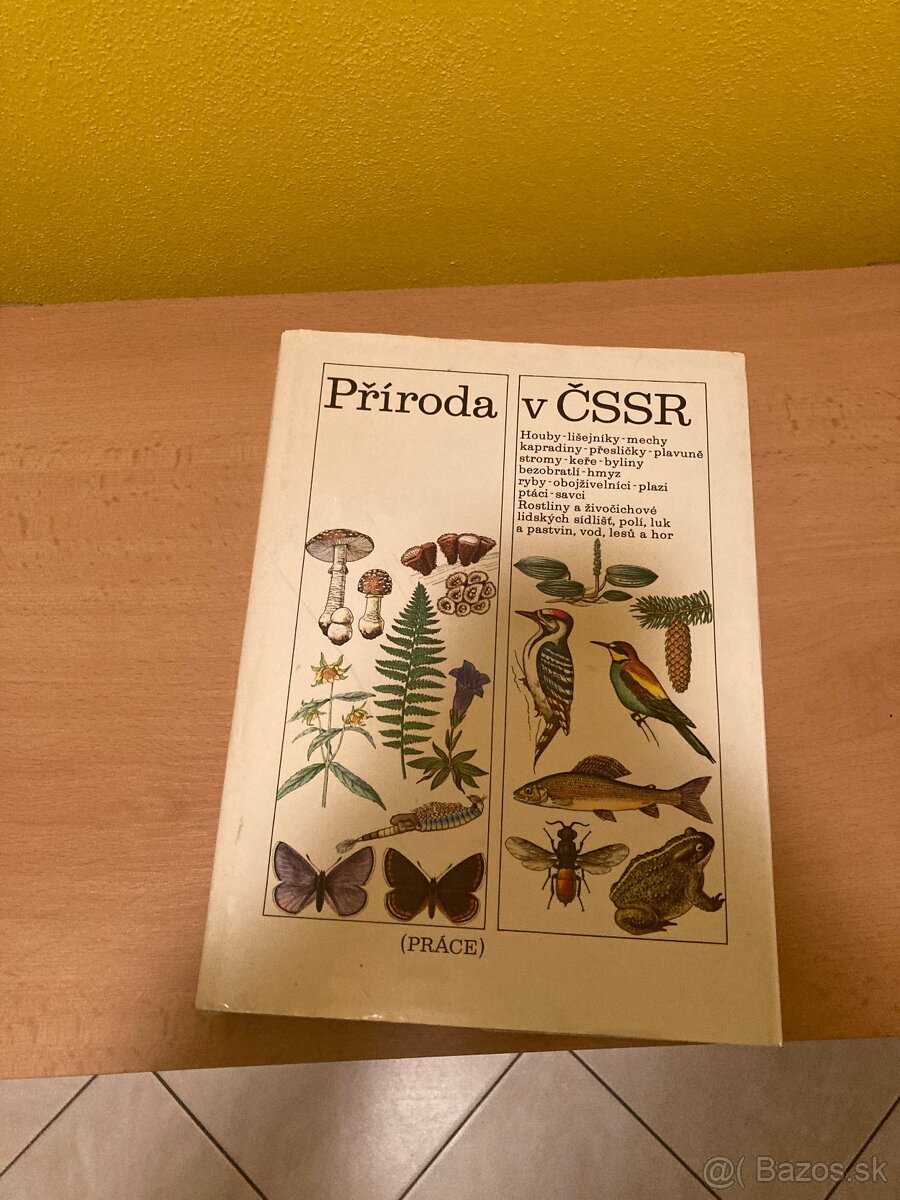 Příroda
v ČSSR
Houby-lišejníky-mechy
kapradiny-přesličky-plavuně
stromy-keře-byliny
bezobratlí-hmyz
ryby-obojživelníci-plazi
ptáci-savci
Rostliny a živočichové
lidských sídlišť, polí, luk
a pastvin, vod, lesů a hor
(PRÁCE)
@( Bazos.sk